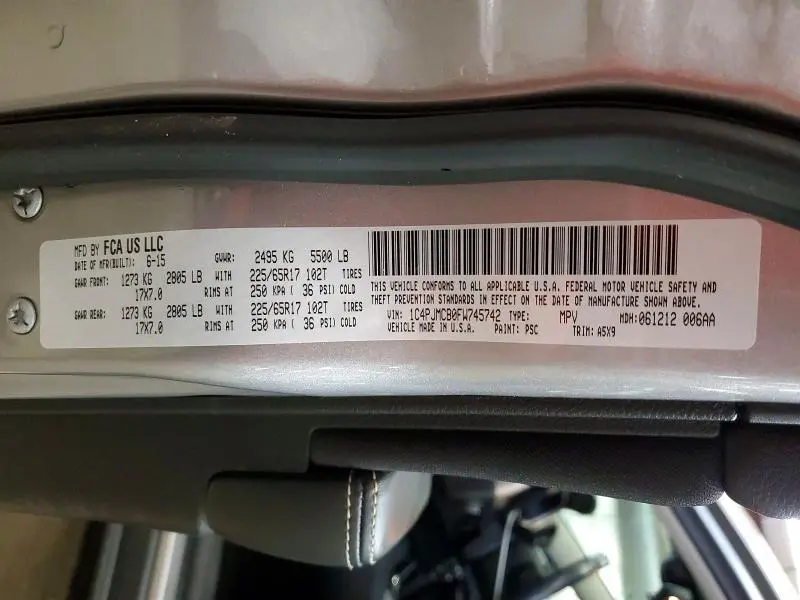 MFD BY FCA US LLC
DATE OF MFR(BUILT): 6-15 GVWR: 2495 KG 5500 LB
GAWR FRONT: 1273 KG 2805 LB WITH 225/65R17 102T TIRES
17X7.0 RIMS AT 250 KPA ( 36 PSI) COLD
GAWR REAR: 1273 KG 2805 LB WITH 225/65R17 102T TIRES
17X7.0 RIMS AT 250 KPA ( 36 PSI) COLD
THIS VEHICLE CONFORMS TO ALL APPLICABLE U.S.A. FEDERAL MOTOR VEHICLE SAFETY AND
THEFT PREVENTION STANDARDS IN EFFECT ON THE DATE OF MANUFACTURE SHOWN ABOVE.
VIN: 1C4PJMCB0FW745742 TYPE: MPV MDH: 061212 006AA
VEHICLE MADE IN U.S.A. PAINT: PSC TRIM: A5X9